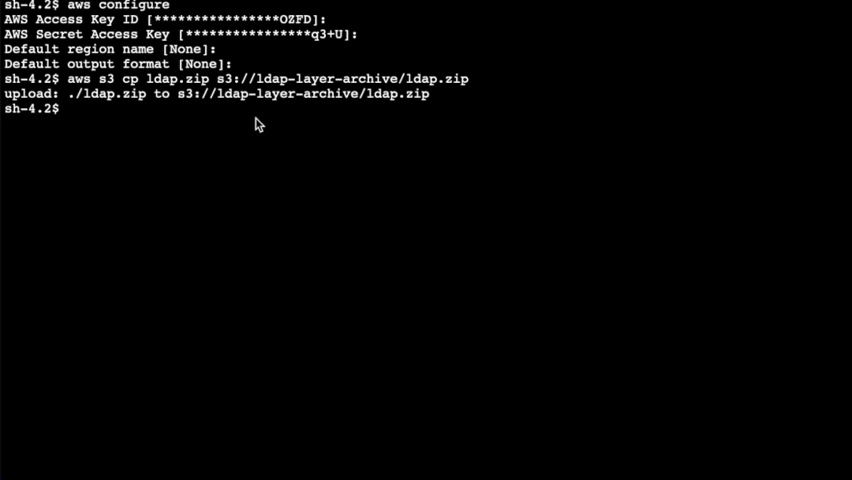 sh-4.2$ aws configure
AWS Access Key ID [****************OZFD]:
AWS Secret Access Key [****************q3+U]:
Default region name [None]:
Default output format [None]:
sh-4.2$ aws s3 cp ldap.zip s3://ldap-layer-archive/ldap.zip
upload: ./ldap.zip to s3://ldap-layer-archive/ldap.zip
sh-4.2$